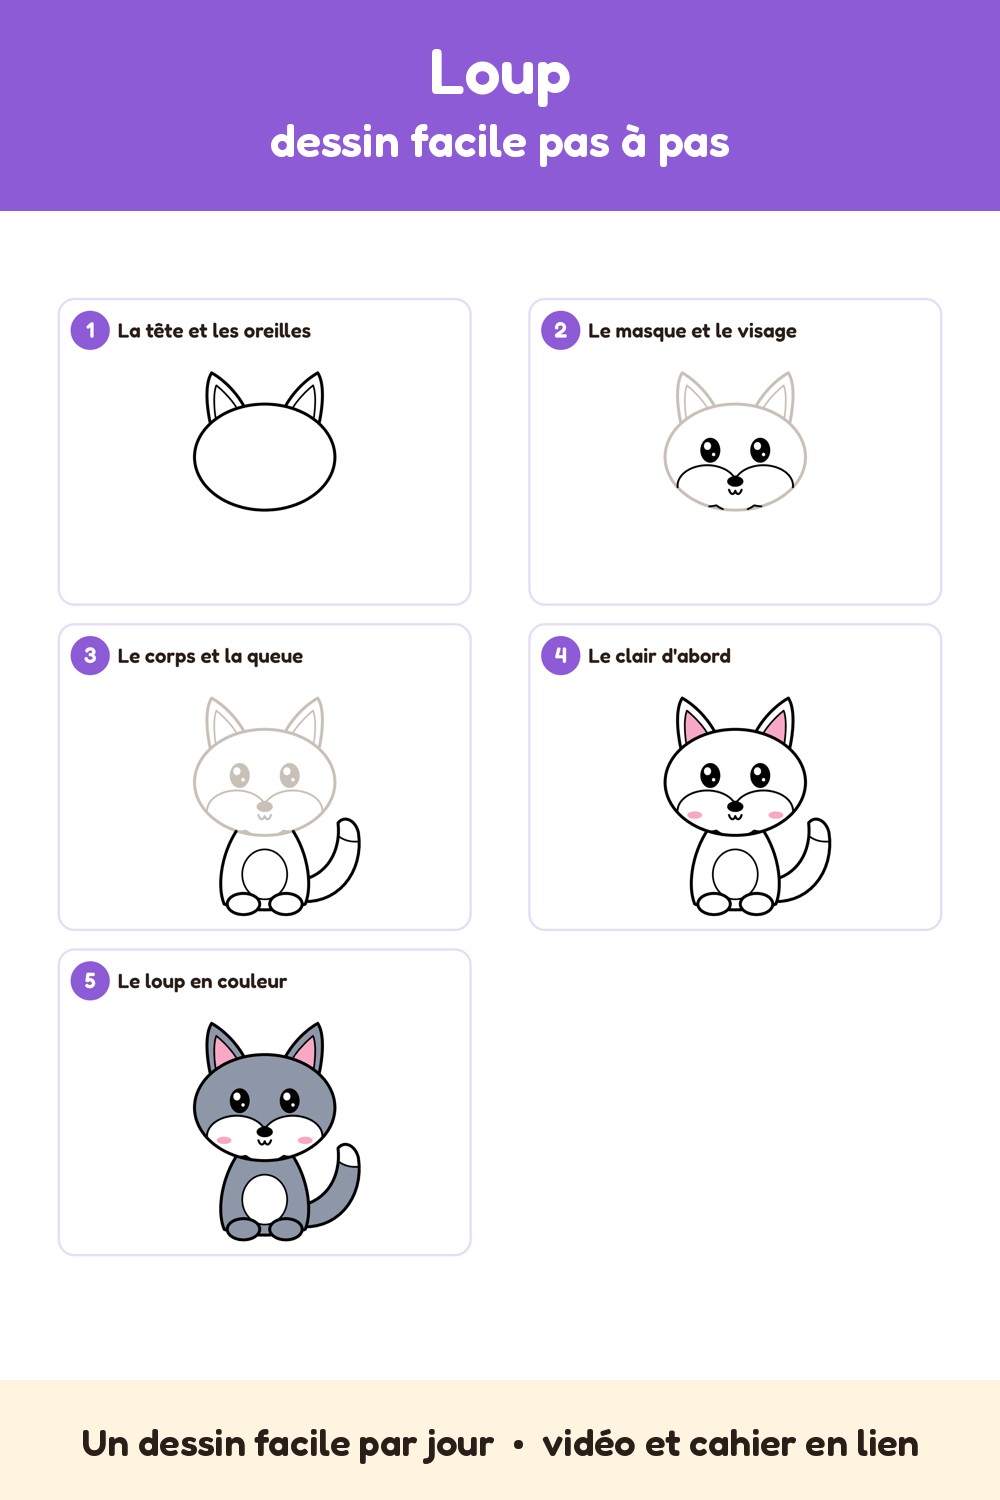 Loup
dessin facile pas à pas
1 La tête et les oreilles
2 Le masque et le visage
3 Le corps et la queue
4 Le clair d'abord
5 Le loup en couleur
Un dessin facile par jour • vidéo et cahier en lien